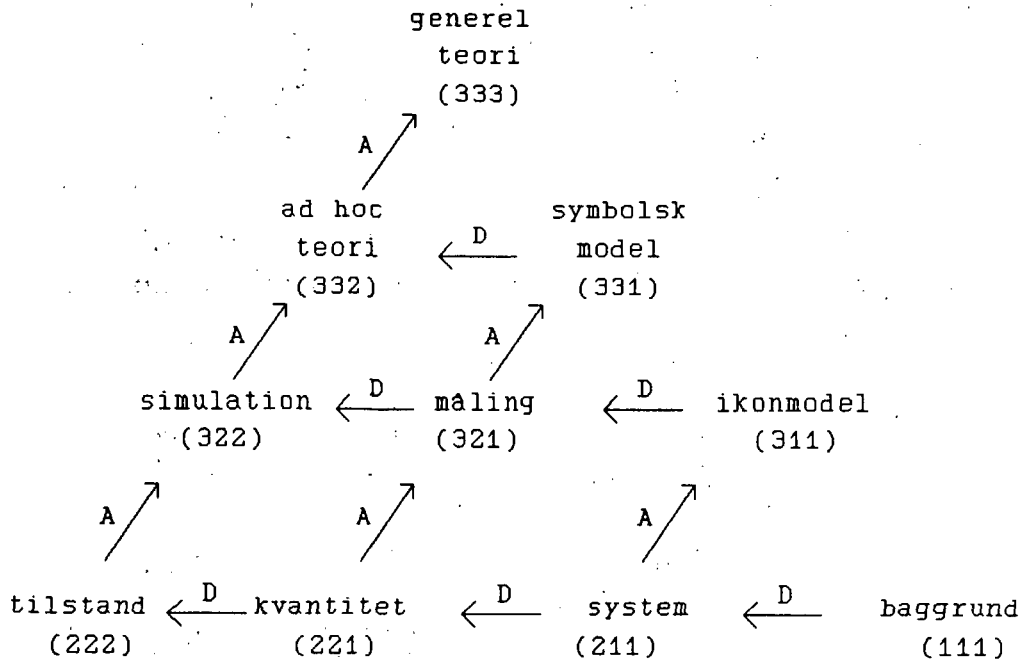 generel
teori
(333)
A
ad hoc symbolsk
teori D model
(332) (331)
A A
simulation D måling D ikonmodel
(322) (321) (311)
A A A
tilstand D kvantitet D system D baggrund
(222) (221) (211) (111)